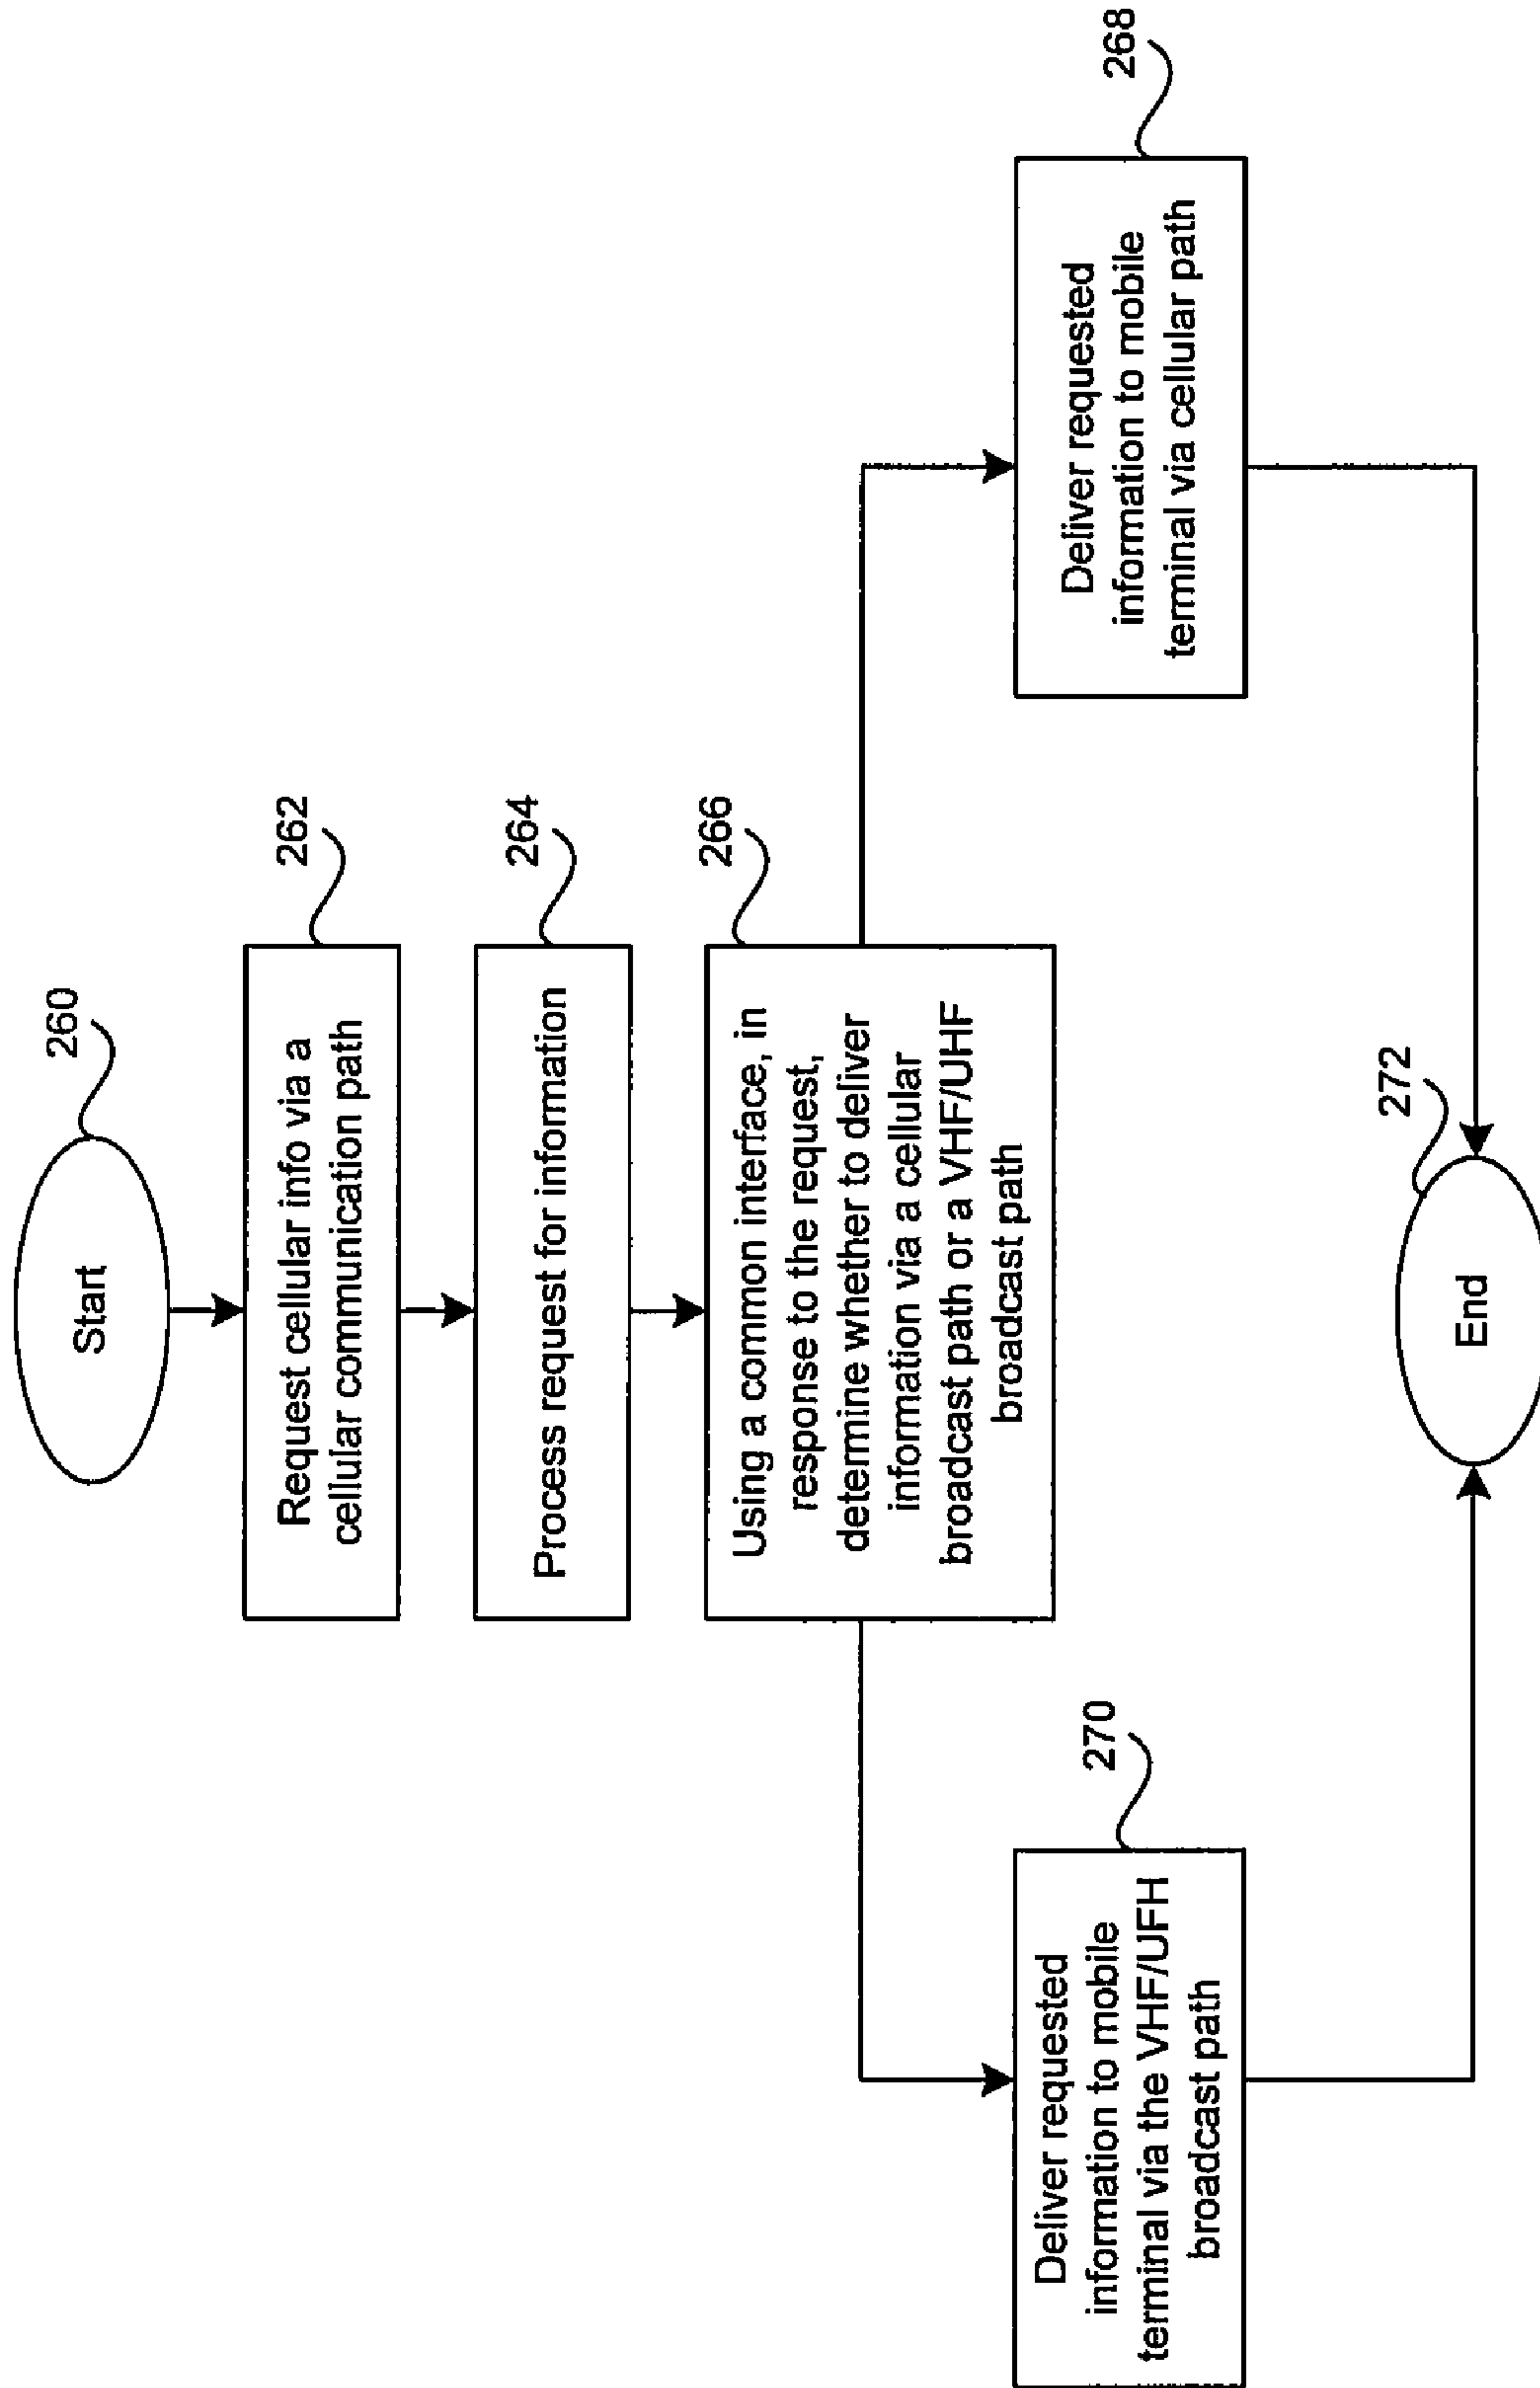 260
Start
262
Request cellular info via a
cellular communication path
264
Process request for information
266
Using a common interface, in
response to the request,
determine whether to deliver
information via a cellular
broadcast path or a VHF/UHF
broadcast path
270
Deliver requested
information to mobile
terminal via the VHF/UFH
broadcast path
268
Deliver requested
information to mobile
terminal via cellular path
272
End